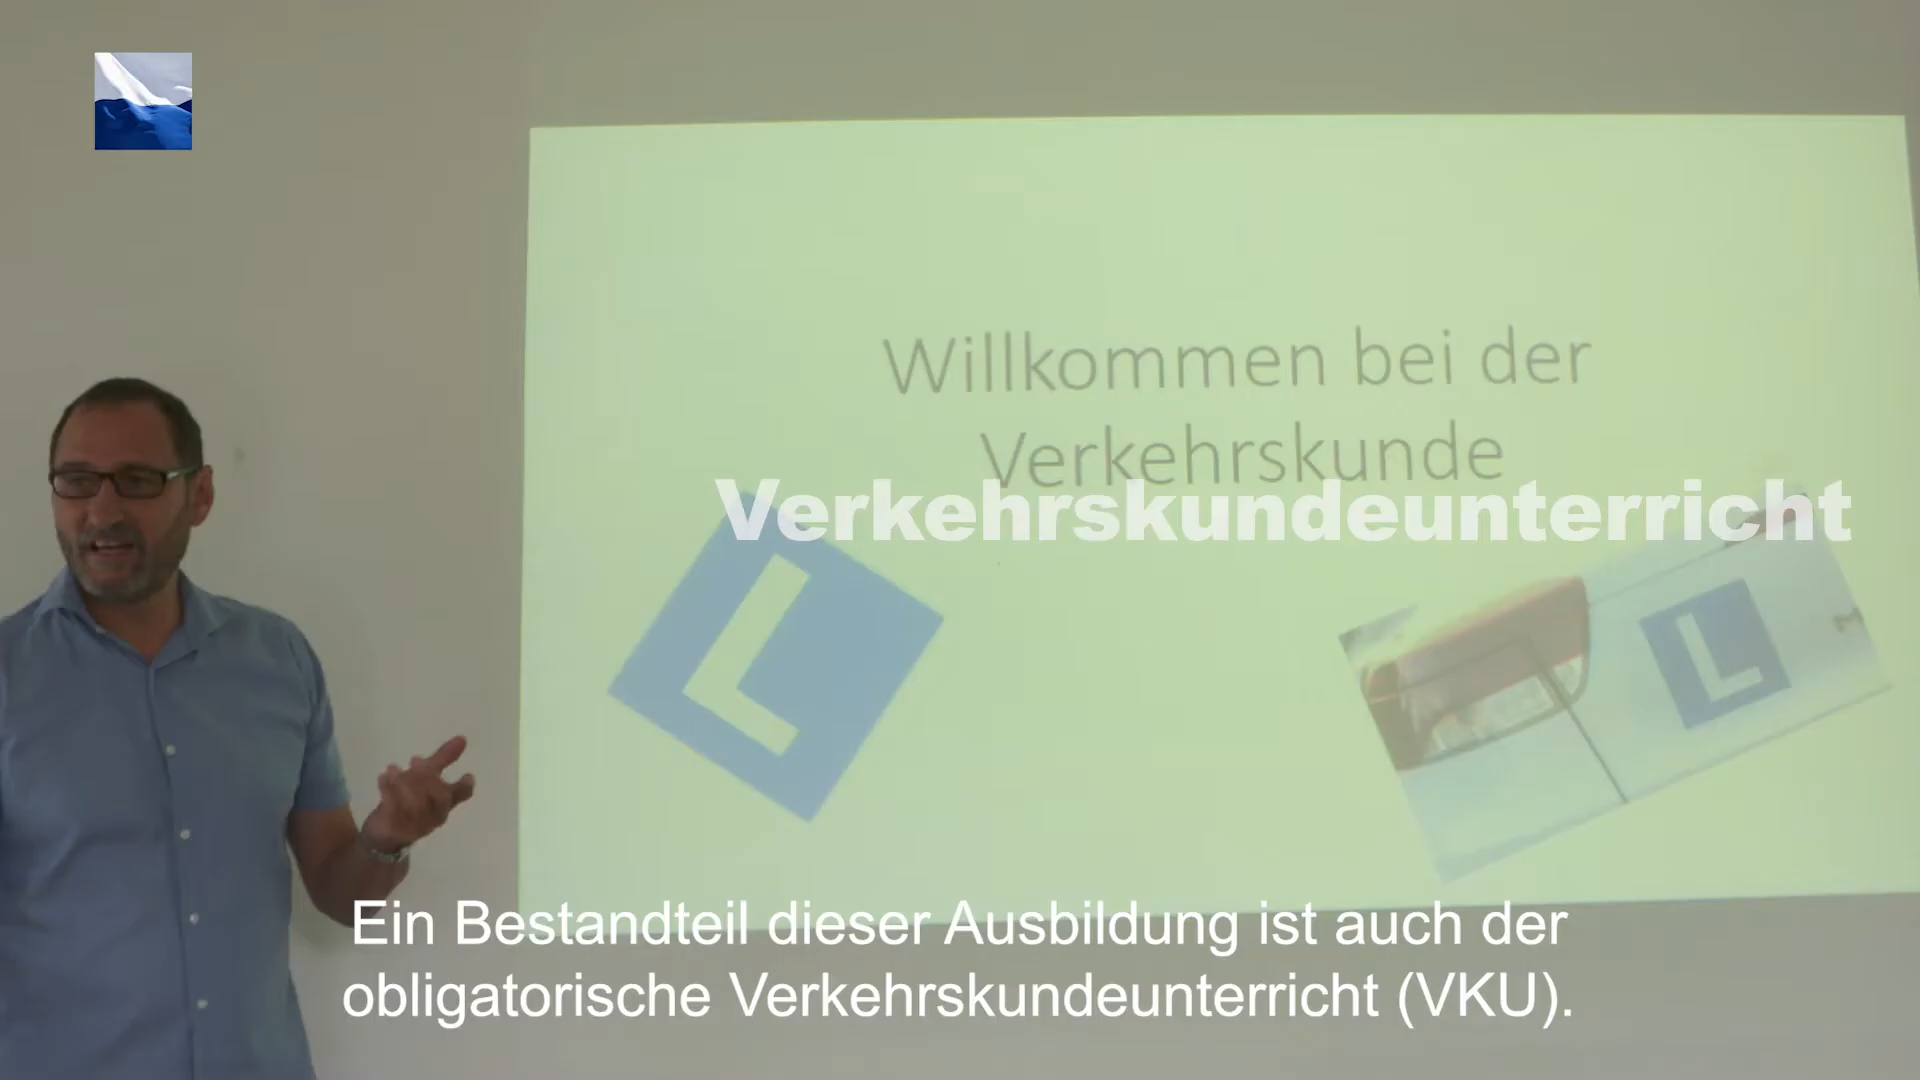 Willkommen bei der
Verkehrskunde
Verkehrskundeunterricht
L
L
Ein Bestandteil dieser Ausbildung ist auch der
obligatorische Verkehrskundeunterricht (VKU).